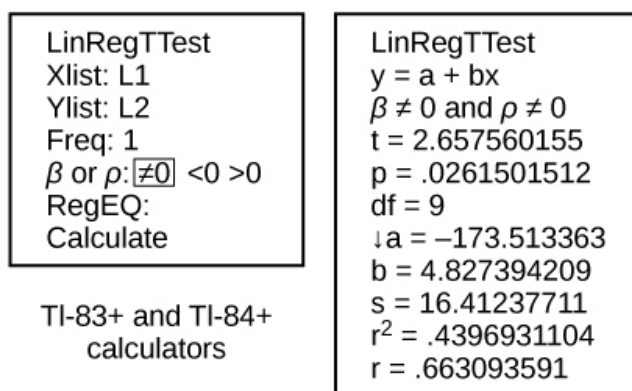 LinRegTTest
Xlist: L1
Ylist: L2
Freq: 1
β or ρ: ≠0 <0 >0
RegEQ:
Calculate
TI-83+ and TI-84+
calculators
LinRegTTest
y = a + bx
β ≠ 0 and ρ ≠ 0
t = 2.657560155
p = .0261501512
df = 9
↓a = –173.513363
b = 4.827394209
s = 16.41237711
r² = .4396931104
r = .663093591